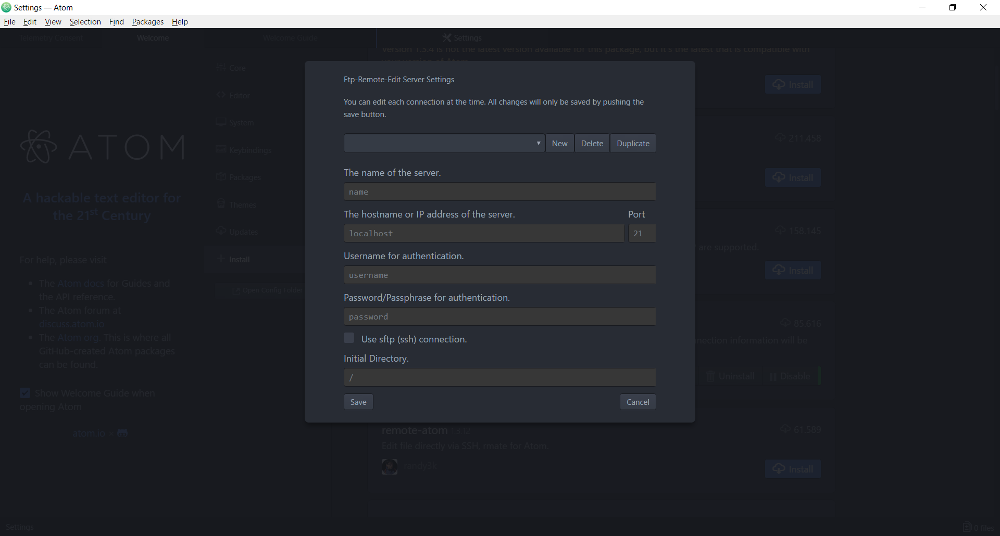 Settings — Atom
File Edit View Selection Find Packages Help
Telemetry Consent Welcome Welcome Guide Settings
Version 1.3.4 is not the latest version available for this package, but it's the latest that is compatible with
Core
Editor
System
Keybindings
Packages
Themes
Updates
Install
Open Config Folder
ATOM
A hackable text editor for
the 21st Century
For help, please visit
• The Atom docs for Guides and
the API reference.
• The Atom forum at
discuss.atom.io
• The Atom org. This is where all
GitHub-created Atom packages
can be found.
Show Welcome Guide when
opening Atom
atom.io ×
Ftp-Remote-Edit Server Settings
You can edit each connection at the time. All changes will only be saved by pushing the
save button.
New Delete Duplicate
The name of the server.
name
The hostname or IP address of the server. Port
localhost 21
Username for authentication.
username
Password/Passphrase for authentication.
password
Use sftp (ssh) connection.
Initial Directory.
/
Save Cancel
Install
211.458
Install
158.145
are supported.
Install
85.616
nnection information will be
Uninstall Disable
remote-atom 1.3.12 61.589
Edit file directly via SSH, rmate for Atom.
randy3k
Install
Settings 0 files